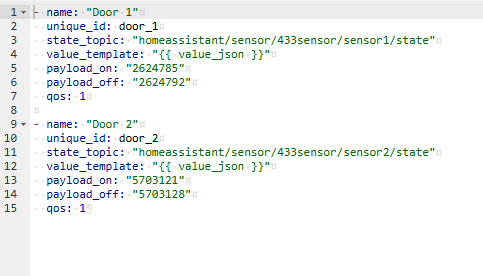 1 - name: "Door 1"
2   unique_id: door_1
3   state_topic: "homeassistant/sensor/433sensor/sensor1/state"
4   value_template: "{{ value_json }}"
5   payload_on: "2624785"
6   payload_off: "2624792"
7   qos: 1
8
9 - name: "Door 2"
10   unique_id: door_2
11   state_topic: "homeassistant/sensor/433sensor/sensor2/state"
12   value_template: "{{ value_json }}"
13   payload_on: "5703121"
14   payload_off: "5703128"
15   qos: 1